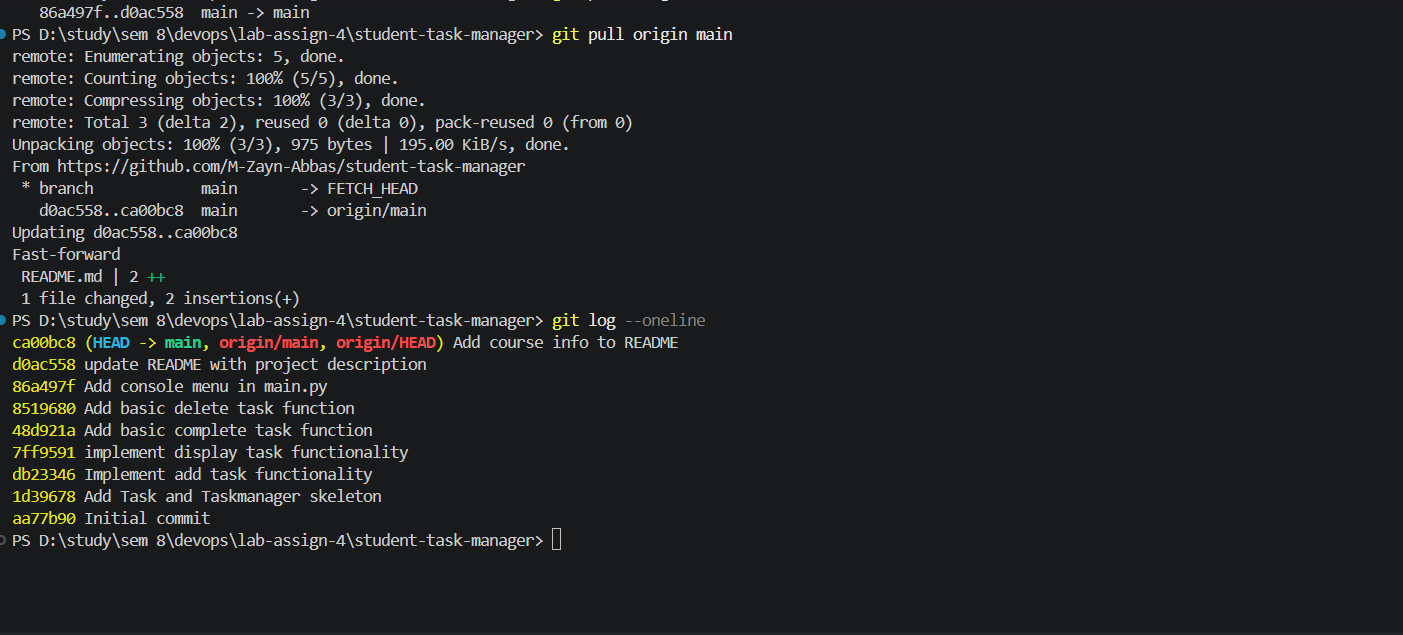 86a497f..d0ac558  main -> main
PS D:\study\sem 8\devops\lab-assign-4\student-task-manager> git pull origin main
remote: Enumerating objects: 5, done.
remote: Counting objects: 100% (5/5), done.
remote: Compressing objects: 100% (3/3), done.
remote: Total 3 (delta 2), reused 0 (delta 0), pack-reused 0 (from 0)
Unpacking objects: 100% (3/3), 975 bytes | 195.00 KiB/s, done.
From https://github.com/M-Zayn-Abbas/student-task-manager
 * branch            main       -> FETCH_HEAD
   d0ac558..ca00bc8  main       -> origin/main
Updating d0ac558..ca00bc8
Fast-forward
 README.md | 2 ++
 1 file changed, 2 insertions(+)
PS D:\study\sem 8\devops\lab-assign-4\student-task-manager> git log --oneline
ca00bc8 (HEAD -> main, origin/main, origin/HEAD) Add course info to README
d0ac558 update README with project description
86a497f Add console menu in main.py
8519680 Add basic delete task function
48d921a Add basic complete task function
7ff9591 implement display task functionality
db23346 Implement add task functionality
1d39678 Add Task and Taskmanager skeleton
aa77b90 Initial commit
PS D:\study\sem 8\devops\lab-assign-4\student-task-manager>